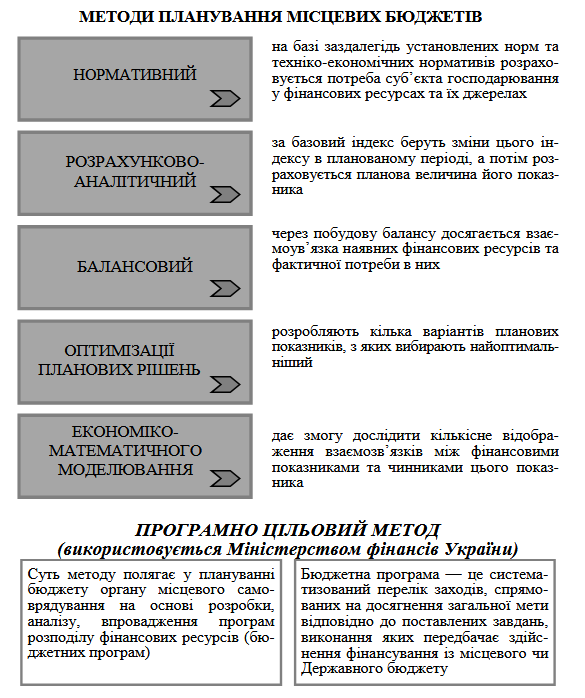 МЕТОДИ ПЛАНУВАННЯ МІСЦЕВИХ БЮДЖЕТІВ
НОРМАТИВНИЙ
на базі заздалегідь установлених норм та
техніко-економічних нормативів розрахо-
вується потреба суб’єкта господарювання
у фінансових ресурсах та їх джерелах
РОЗРАХУНКОВО-
АНАЛІТИЧНИЙ
за базовий індекс беруть зміни цього ін-
дексу в планованому періоді, а потім роз-
раховується планова величина його показ-
ника
БАЛАНСОВИЙ
через побудову балансу досягається взає-
моув’язка наявних фінансових ресурсів та
фактичної потреби в них
ОПТИМІЗАЦІЇ
ПЛАНОВИХ РІШЕНЬ
розробляють кілька варіантів планових
показників, з яких вибирають найоптималь-
ніший
ЕКОНОМІКО-
МАТЕМАТИЧНОГО
МОДЕЛЮВАННЯ
дає змогу дослідити кількісне відобра-
ження взаємозв’язків між фінансовими
показниками та чинниками цього показ-
ника
ПРОГРАМНО ЦІЛЬОВИЙ МЕТОД
(використовується Міністерством фінансів України)
Суть методу полягає у плануванні
бюджету органу місцевого само-
врядування на основі розробки,
аналізу, впровадження програм
розподілу фінансових ресурсів (бю-
джетних програм)
Бюджетна програма — це система-
тизований перелік заходів, спрямо-
ваних на досягнення загальної мети
відповідно до поставлених завдань,
виконання яких передбачає здійс-
нення фінансування із місцевого чи
Державного бюджету